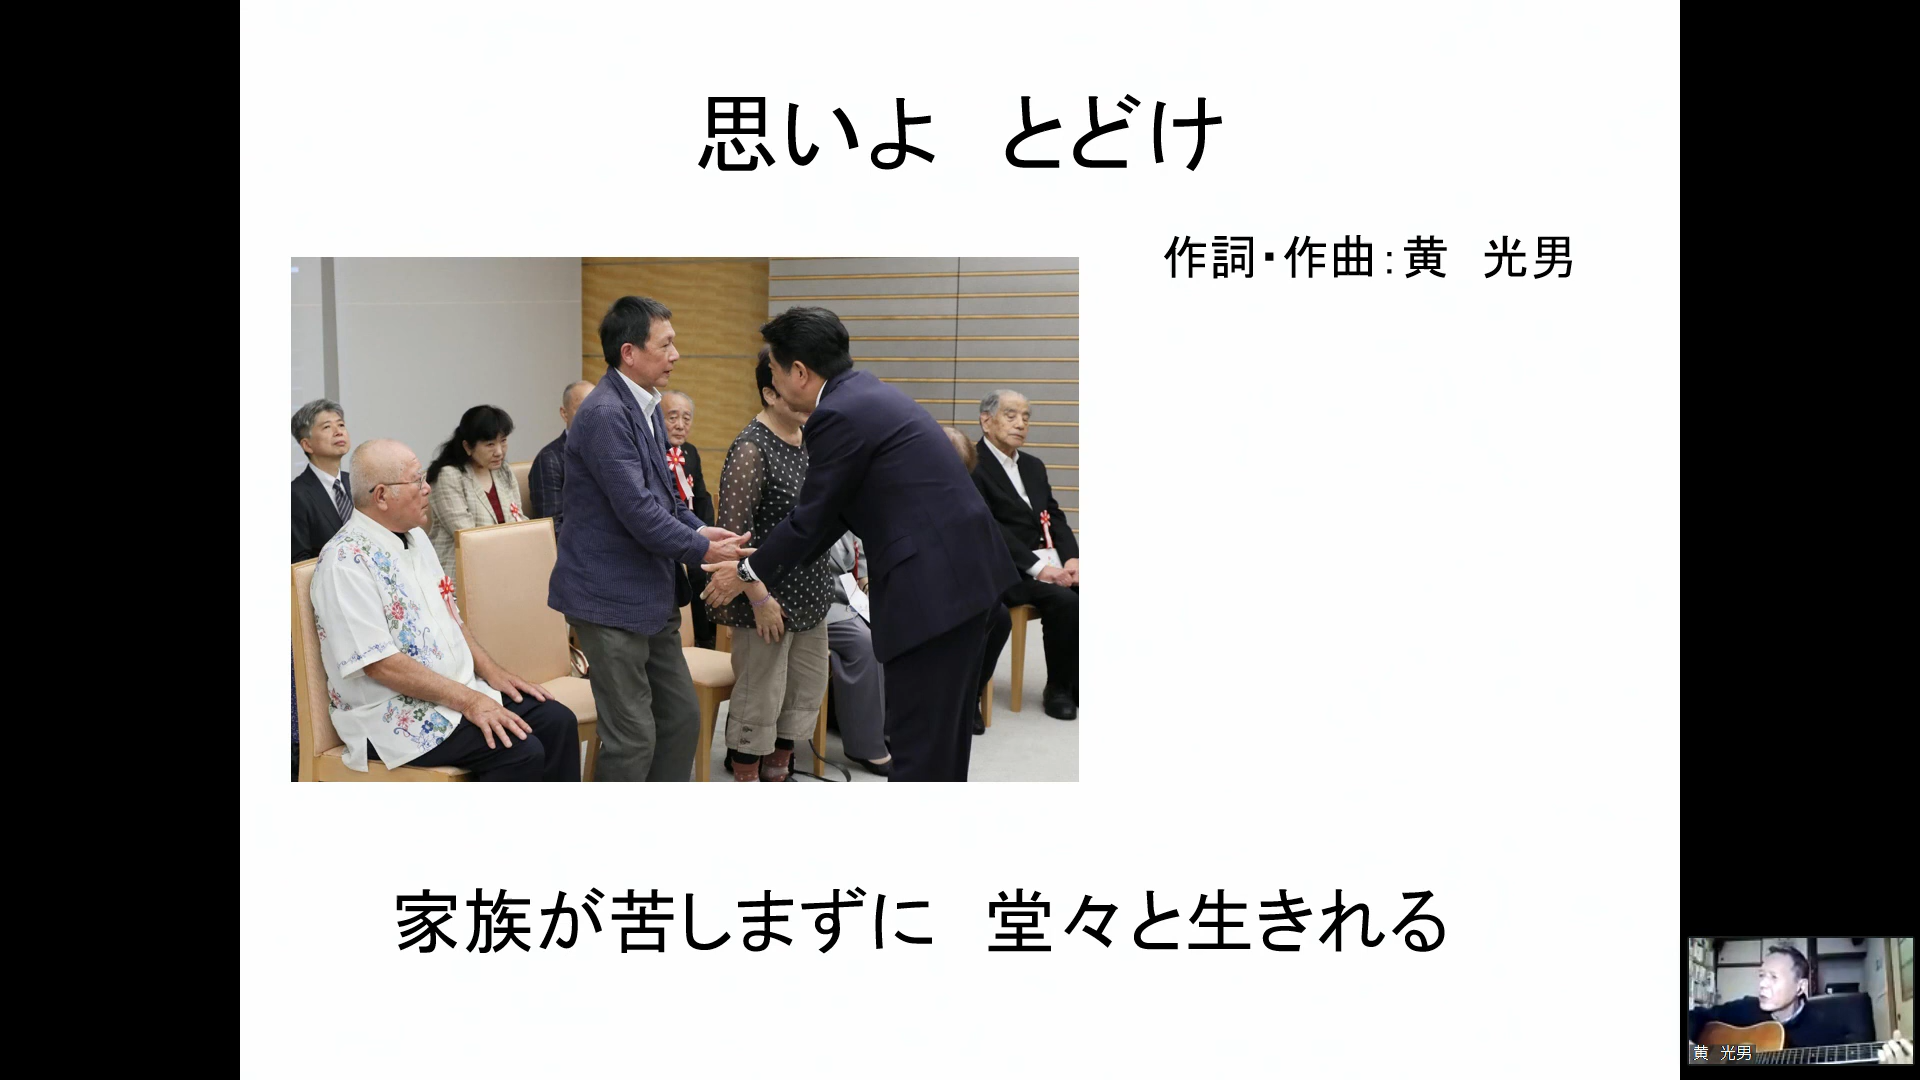 思いよ　とどけ
作詞・作曲：黄　光男
家族が苦しまずに　堂々と生きれる
黄　光男